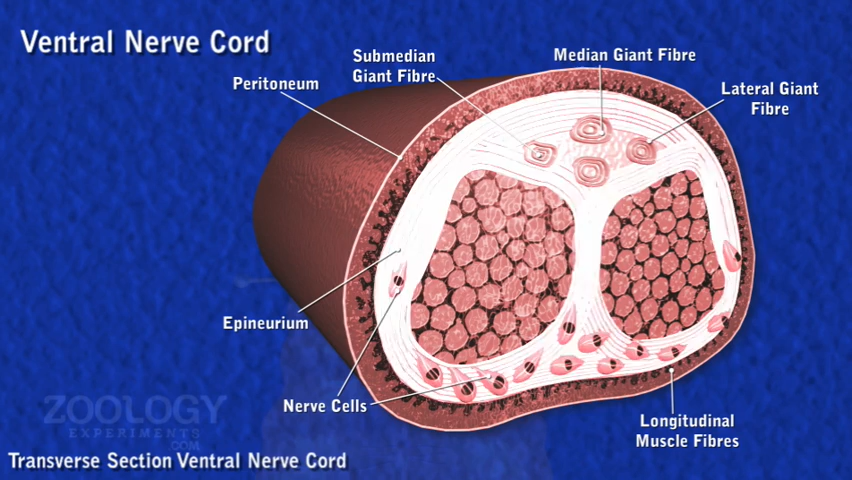 Ventral Nerve Cord
Submedian
Giant Fibre
Median Giant Fibre
Peritoneum
Lateral Giant
Fibre
Epineurium
Nerve Cells
Longitudinal
Muscle Fibres
ZOOLOGY
EXPERIMENTS
.COM
Transverse Section Ventral Nerve Cord